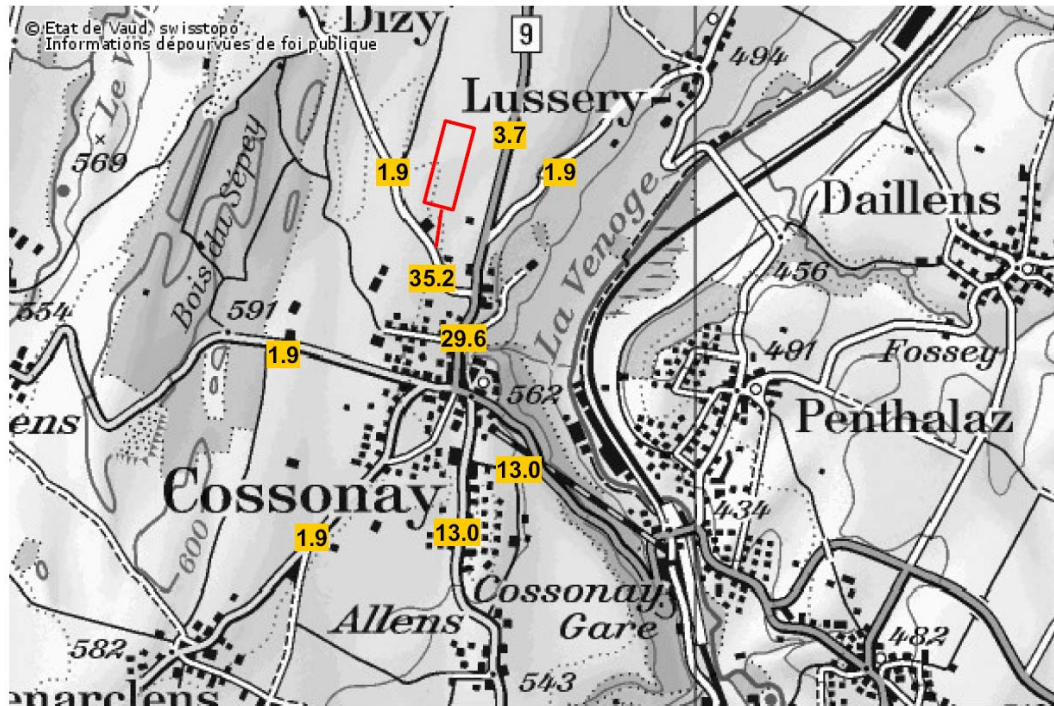 © Etat de Vaud, swisstopo
Informations dépourvues de foi publique
Dizy
9
494
Lussery-
3.7
1.9
1.9
569
Bois du Sepey
La Venoge
Daillens
456
35.2
554
591
29.6
1.9
491
Fossey
562
ens
Penthalaz
Cossonay
13.0
434
1.9
13.0
600
Cossonay
Gare
Allens
582
482
543
enarclens